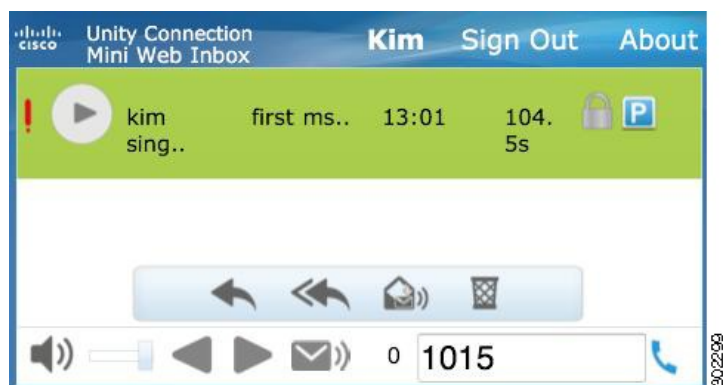 cisco
Unity Connection
Mini Web Inbox
Kim Sign Out About
! kim sing.. first ms.. 13:01 104.5s P
0 1015
302299